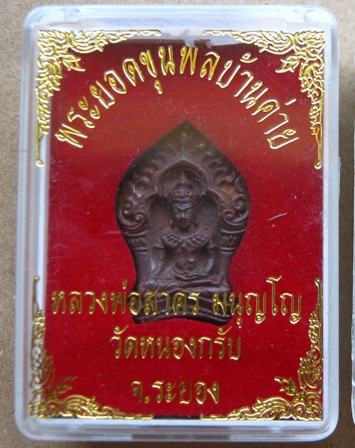 พระยอดขุนพลบ้านค่าย
หลวงพ่อสาคร มนุญโญ
วัดหนองกรับ
จ.ระยอง